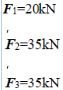 F1=20kN
,
F2=35kN
,
F3=35kN